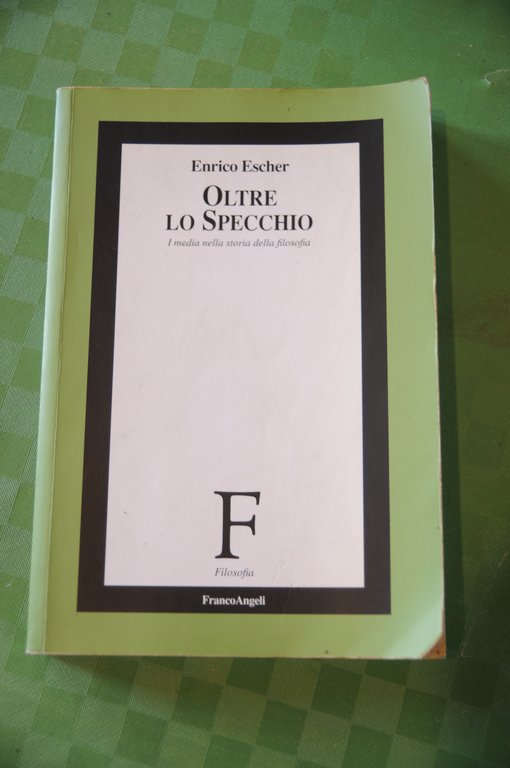 Enrico Escher
OLTRE
LO SPECCHIO
I media nella storia della filosofia
F
Filosofia
FrancoAngeli